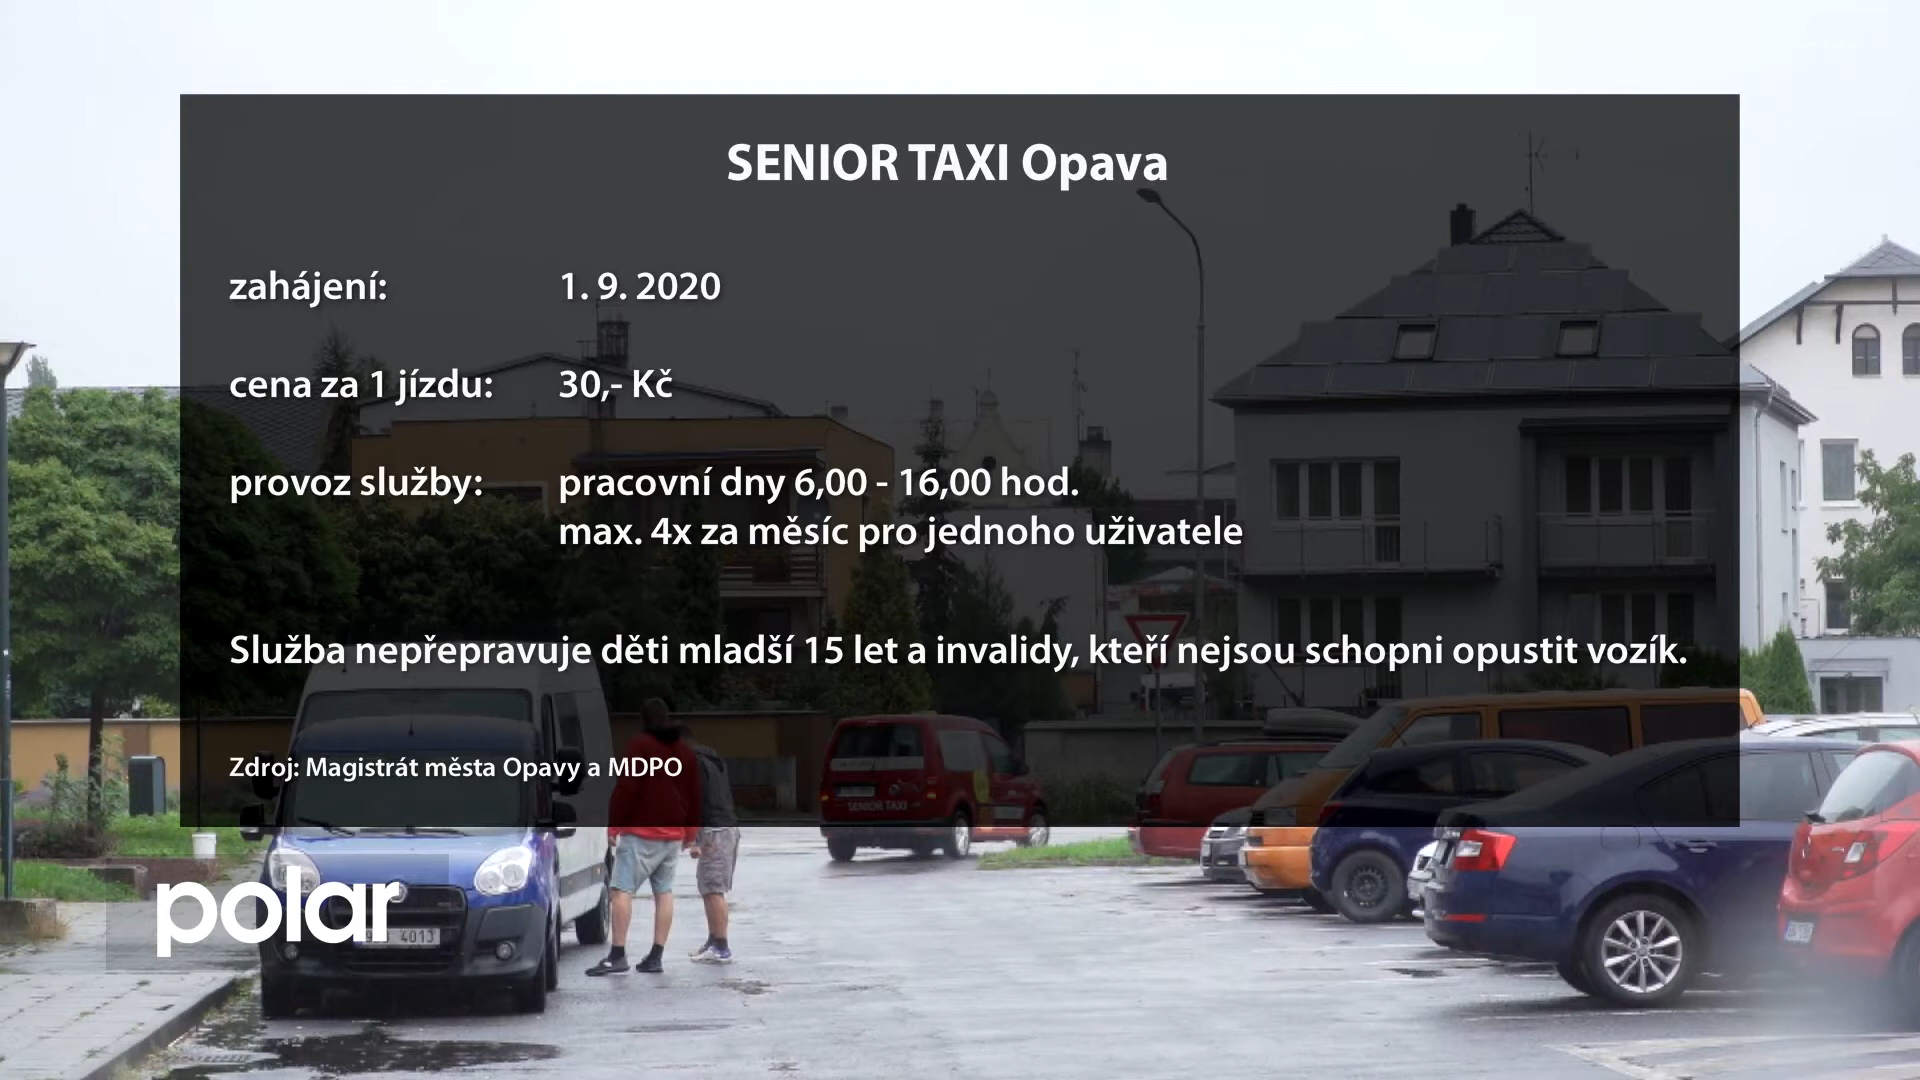 SENIOR TAXI Opava
zahájení: 1. 9. 2020
cena za 1 jízdu: 30,- Kč
provoz služby: pracovní dny 6,00 - 16,00 hod.
max. 4x za měsíc pro jednoho uživatele
Služba nepřepravuje děti mladší 15 let a invalidy, kteří nejsou schopni opustit vozík.
Zdroj: Magistrát města Opavy a MDPO
SENIOR TAXI
polar
4013